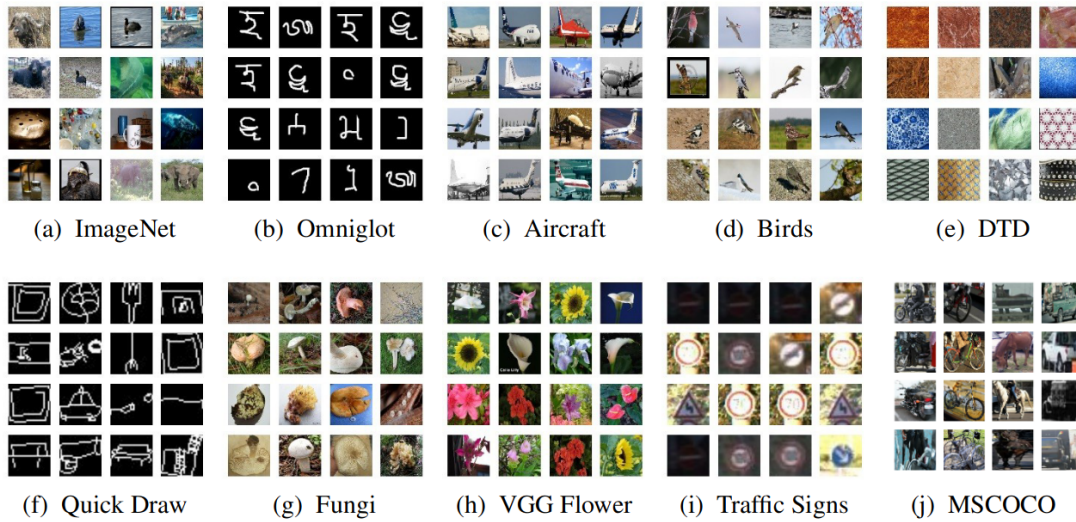 (a) ImageNet
(b) Omniglot
(c) Aircraft
(d) Birds
(e) DTD
(f) Quick Draw
(g) Fungi
(h) VGG Flower
(i) Traffic Signs
(j) MSCOCO